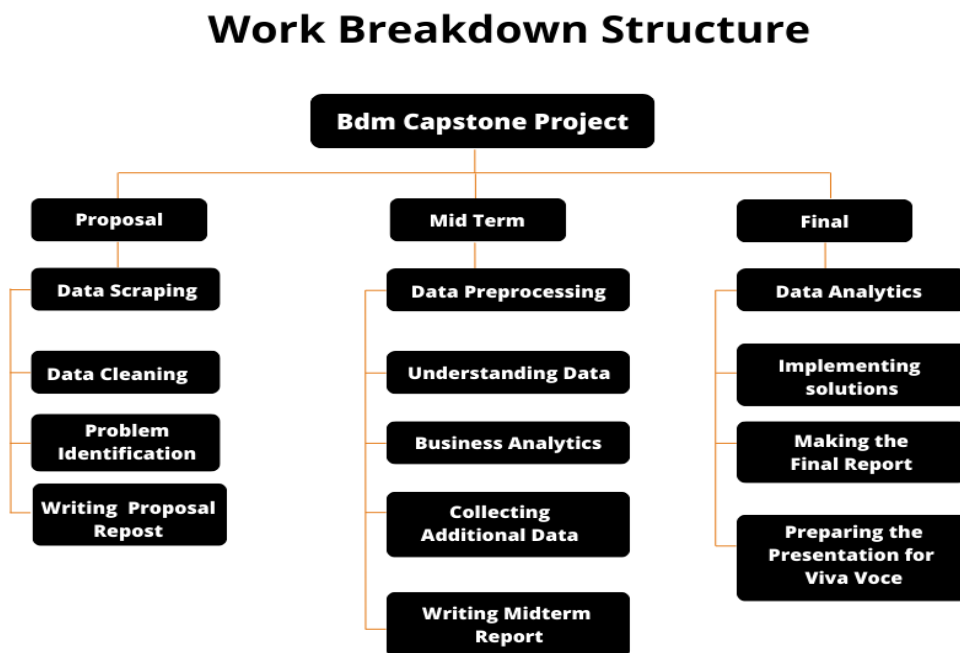 Work Breakdown Structure
Bdm Capstone Project
Proposal
Data Scraping
Data Cleaning
Problem
Identification
Writing Proposal
Repost
Mid Term
Data Preprocessing
Understanding Data
Business Analytics
Collecting
Additional Data
Writing Midterm
Report
Final
Data Analytics
Implementing
solutions
Making the
Final Report
Preparing the
Presentation for
Viva Voce